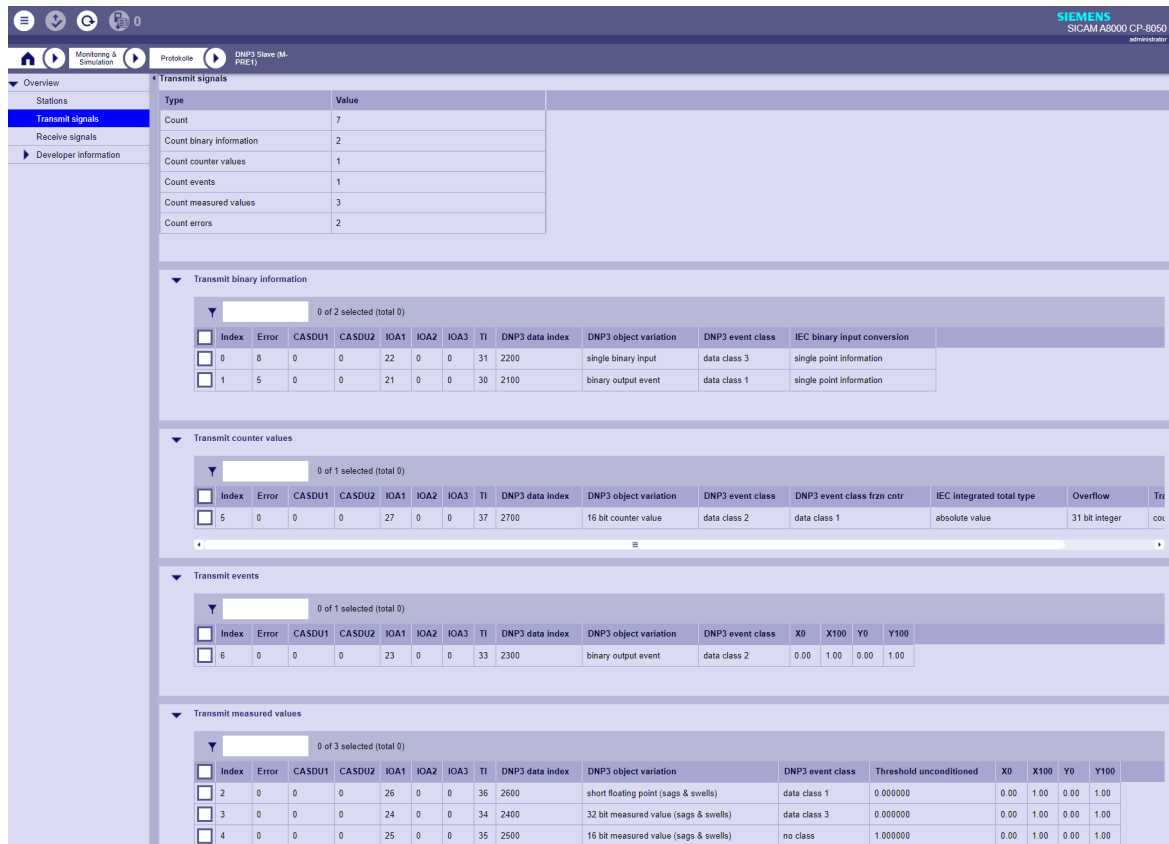 0
SIEMENS
SICAM A8000 CP-8050
administrator
Monitoring & Simulation
Protokolle
DNP3 Slave (M-PRE1)
Overview
Stations
Transmit signals
Receive signals
Developer information
Transmit signals
Type Value
Count 7
Count binary information 2
Count counter values 1
Count events 1
Count measured values 3
Count errors 2
Transmit binary information
0 of 2 selected (total 0)
Index Error CASDU1 CASDU2 IOA1 IOA2 IOA3 TI DNP3 data index DNP3 object variation DNP3 event class IEC binary input conversion
0 8 0 0 22 0 0 31 2200 single binary input data class 3 single point information
1 5 0 0 21 0 0 30 2100 binary output event data class 1 single point information
Transmit counter values
0 of 1 selected (total 0)
Index Error CASDU1 CASDU2 IOA1 IOA2 IOA3 TI DNP3 data index DNP3 object variation DNP3 event class DNP3 event class frzn cntr IEC integrated total type Overflow Tra
5 0 0 0 27 0 0 37 2700 16 bit counter value data class 2 data class 1 absolute value 31 bit integer cou
Transmit events
0 of 1 selected (total 0)
Index Error CASDU1 CASDU2 IOA1 IOA2 IOA3 TI DNP3 data index DNP3 object variation DNP3 event class X0 X100 Y0 Y100
6 0 0 0 23 0 0 33 2300 binary output event data class 2 0.00 1.00 0.00 1.00
Transmit measured values
0 of 3 selected (total 0)
Index Error CASDU1 CASDU2 IOA1 IOA2 IOA3 TI DNP3 data index DNP3 object variation DNP3 event class Threshold unconditioned X0 X100 Y0 Y100
2 0 0 0 26 0 0 36 2600 short floating point (sags & swells) data class 1 0.000000 0.00 1.00 0.00 1.00
3 0 0 0 24 0 0 34 2400 32 bit measured value (sags & swells) data class 3 0.000000 0.00 1.00 0.00 1.00
4 0 0 0 25 0 0 35 2500 16 bit measured value (sags & swells) no class 1.000000 0.00 1.00 0.00 1.00